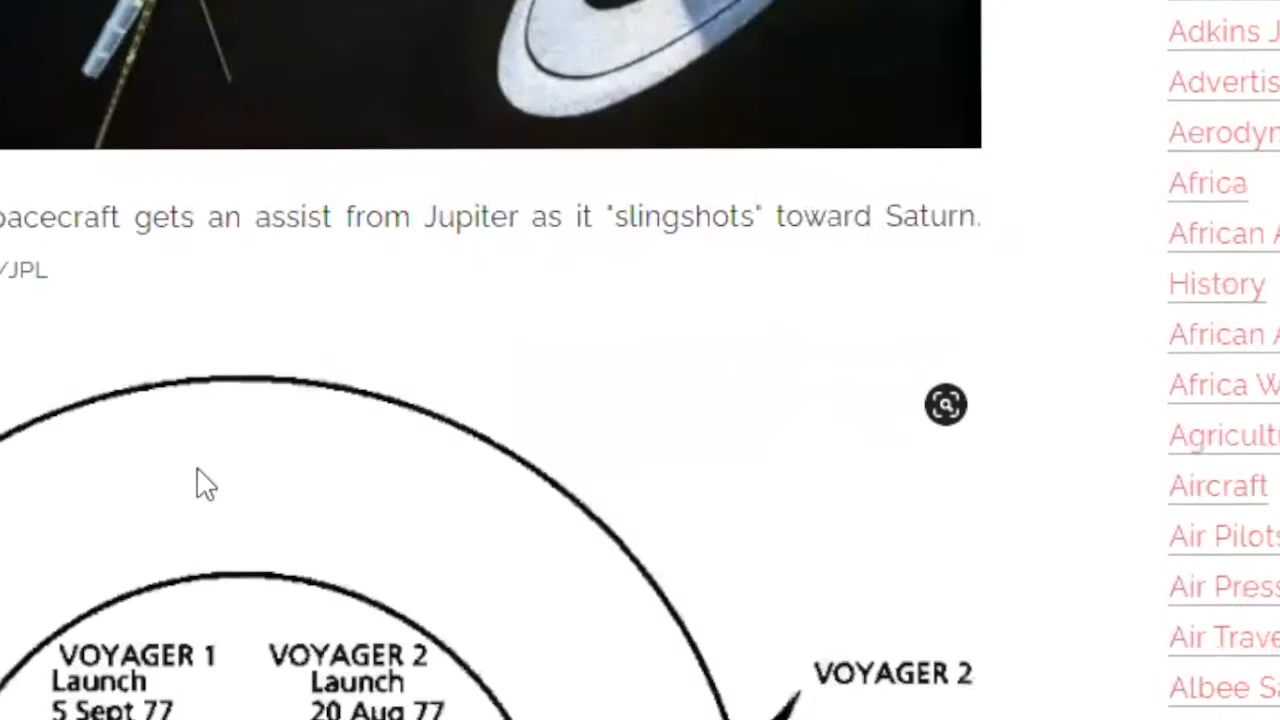 pacecraft gets an assist from Jupiter as it "slingshots" toward Saturn.
/JPL
VOYAGER 1
Launch
5 Sept 77
VOYAGER 2
Launch
20 Aug 77
VOYAGER 2
Adkins J
Advertis
Aerodyn
Africa
African A
History
African A
Africa W
Agricultu
Aircraft
Air Pilots
Air Press
Air Trave
Albee Sa